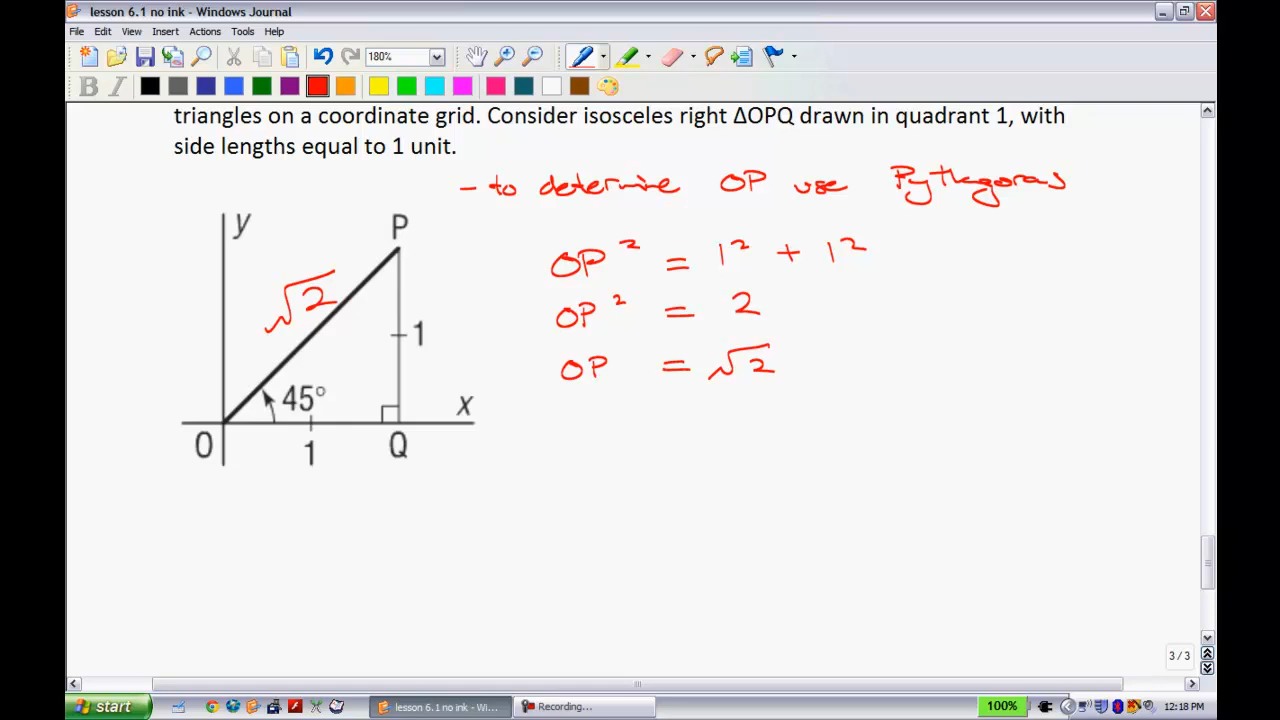 lesson 6.1 no ink - Windows Journal
File Edit View Insert Actions Tools Help
180%
B I
triangles on a coordinate grid. Consider isosceles right ΔOPQ drawn in quadrant 1, with
side lengths equal to 1 unit.
- to determine OP use Pythagoras
y
P
√2
OP² = 1² + 1²
OP² = 2
1
OP = √2
45°
x
O
1
Q
3 / 3
start
lesson 6.1 no ink - Wi...
Recording...
100%
12:18 PM